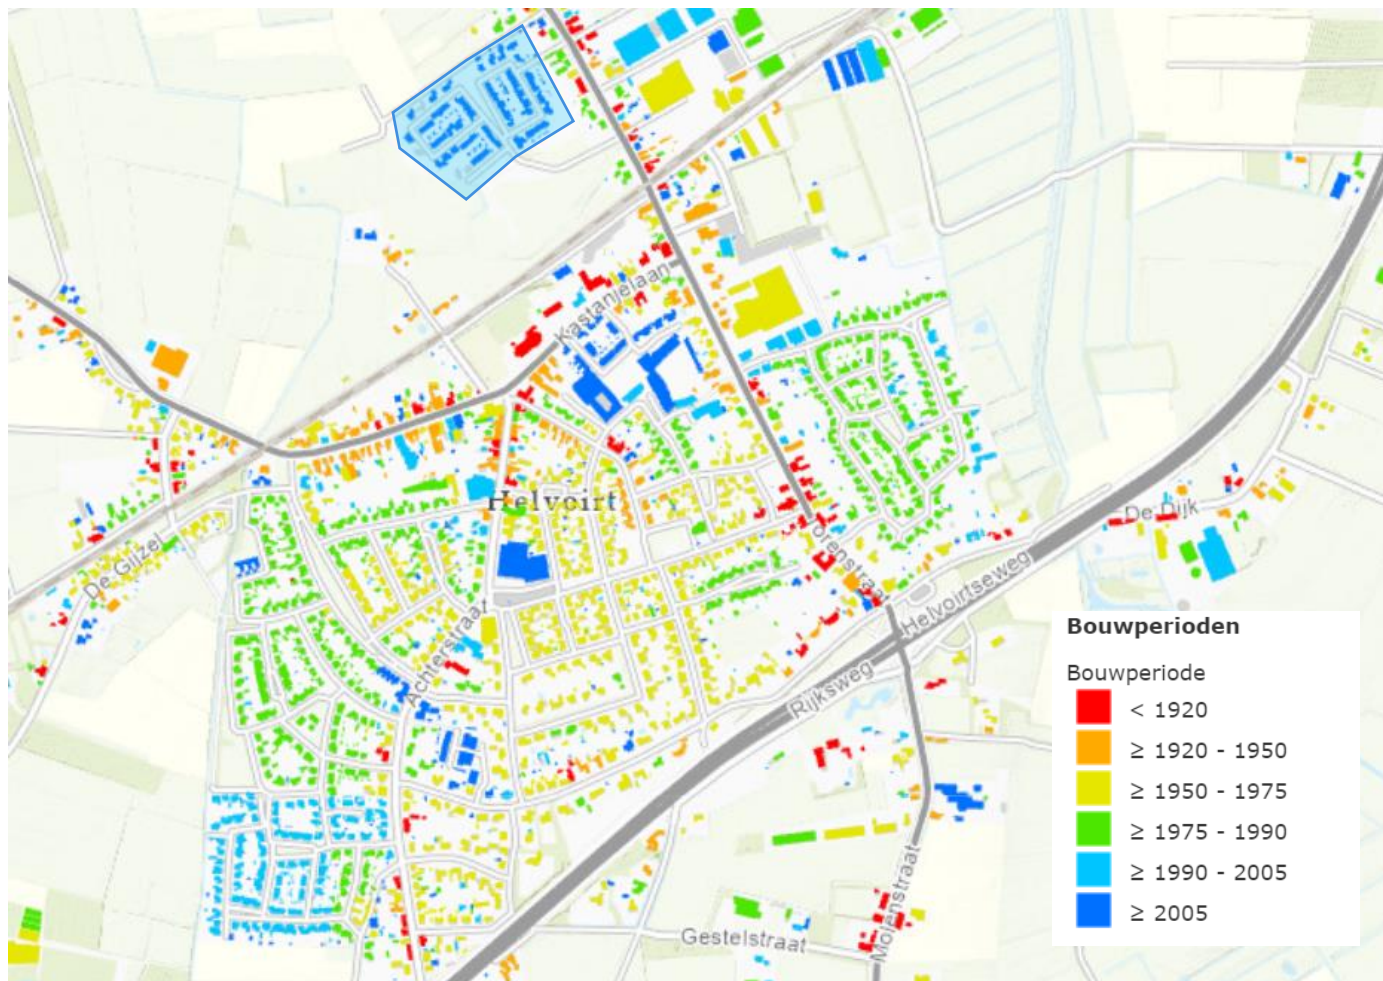 Kastanjelaan
Helvoirt
De Gijzel
Torenstraat
De Dijk
Achterstraat
Helvoirtseweg
Rijksweg
Gestelstraat
Molenstraat
Bouwperioden
Bouwperiode
< 1920
≥ 1920 - 1950
≥ 1950 - 1975
≥ 1975 - 1990
≥ 1990 - 2005
≥ 2005